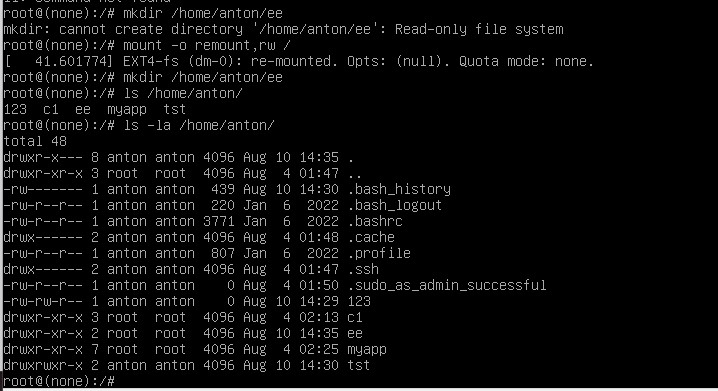 ll: command not found
root@(none):/# mkdir /home/anton/ee
mkdir: cannot create directory '/home/anton/ee': Read-only file system
root@(none):/# mount -o remount,rw /
[   41.601774] EXT4-fs (dm-0): re-mounted. Opts: (null). Quota mode: none.
root@(none):/# mkdir /home/anton/ee
root@(none):/# ls /home/anton/
123  c1  ee  myapp  tst
root@(none):/# ls -la /home/anton/
total 48
drwxr-x--- 8 anton anton 4096 Aug 10 14:35 .
drwxr-xr-x 3 root  root  4096 Aug  4 01:47 ..
-rw------- 1 anton anton  439 Aug 10 14:30 .bash_history
-rw-r--r-- 1 anton anton  220 Jan  6  2022 .bash_logout
-rw-r--r-- 1 anton anton 3771 Jan  6  2022 .bashrc
drwx------ 2 anton anton 4096 Aug  4 01:48 .cache
-rw-r--r-- 1 anton anton  807 Jan  6  2022 .profile
drwx------ 2 anton anton 4096 Aug  4 01:47 .ssh
-rw-r--r-- 1 anton anton    0 Aug  4 01:50 .sudo_as_admin_successful
-rw-rw-r-- 1 anton anton    0 Aug 10 14:29 123
drwxr-xr-x 3 root  root  4096 Aug  4 02:13 c1
drwxr-xr-x 2 root  root  4096 Aug 10 14:35 ee
drwxr-xr-x 7 root  root  4096 Aug  4 02:25 myapp
drwxrwxr-x 2 anton anton 4096 Aug 10 14:30 tst
root@(none):/#